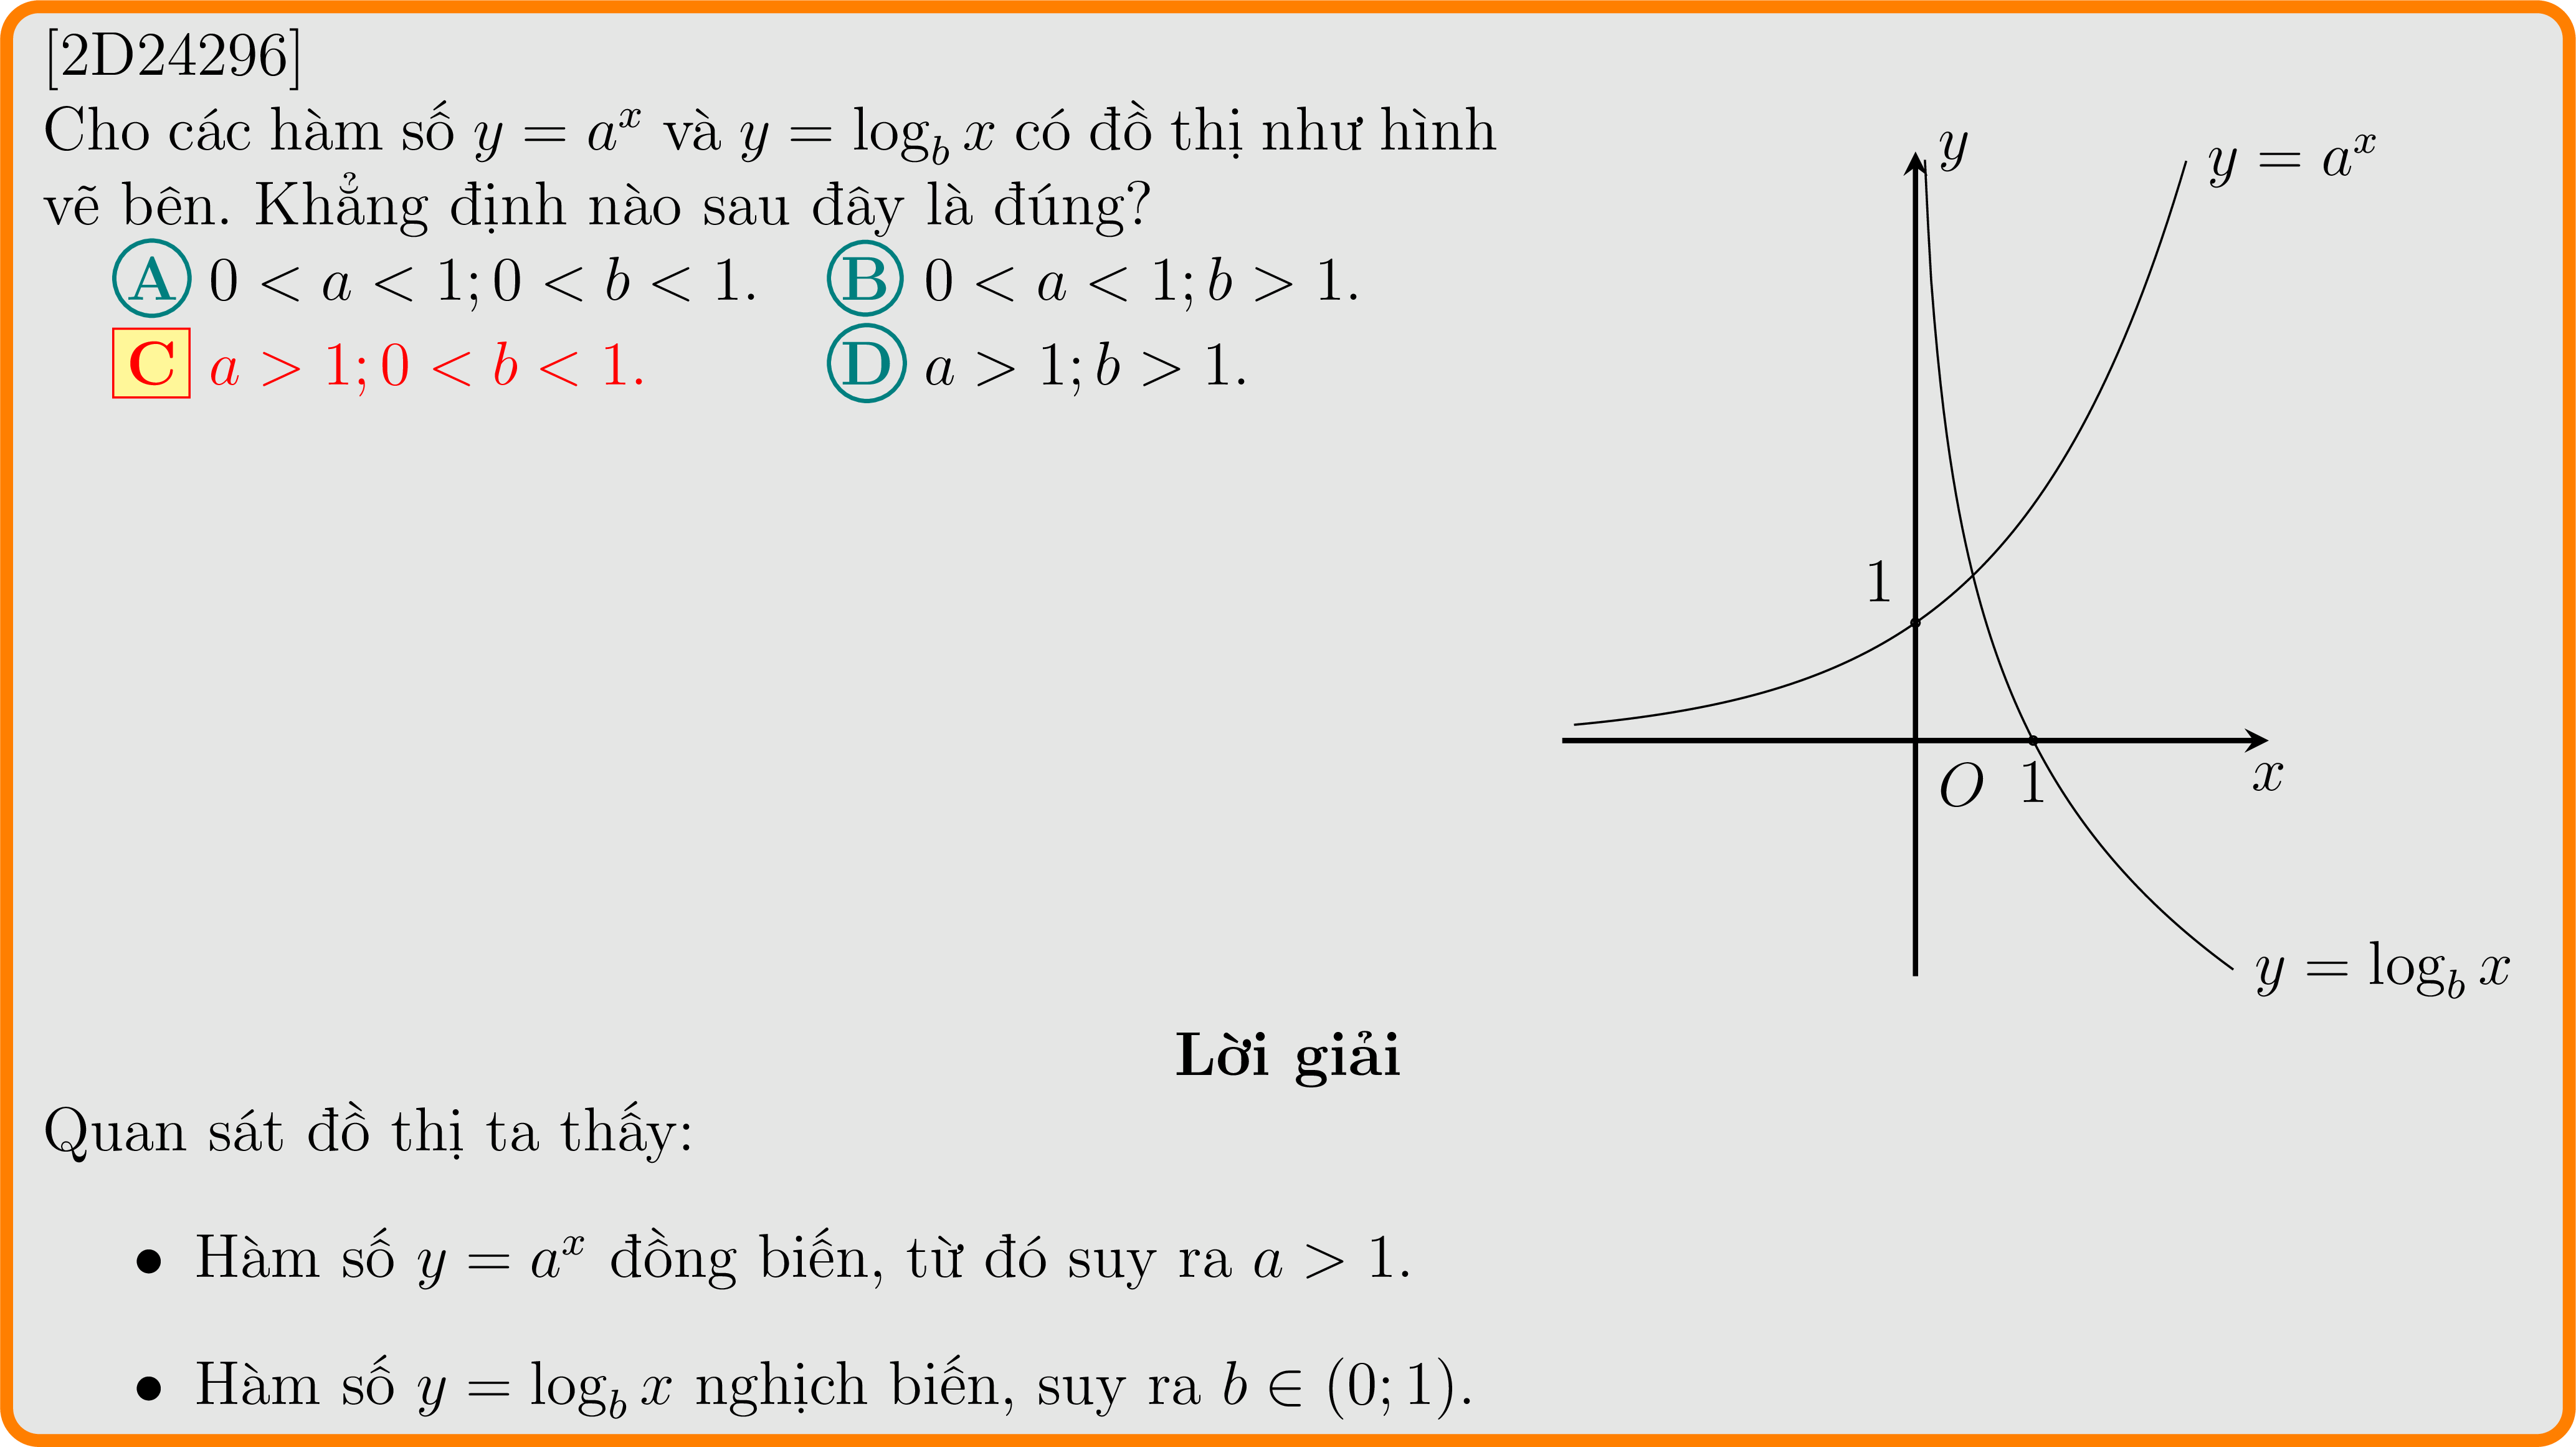 [2D24296]
Cho các hàm số y = a^x và y = log_b x có đồ thị như hình
vẽ bên. Khẳng định nào sau đây là đúng?
A 0 < a < 1; 0 < b < 1.
B 0 < a < 1; b > 1.
C a > 1; 0 < b < 1.
D a > 1; b > 1.
y
y = a^x
1
O
1
x
y = log_b x
Lời giải
Quan sát đồ thị ta thấy:
• Hàm số y = a^x đồng biến, từ đó suy ra a > 1.
• Hàm số y = log_b x nghịch biến, suy ra b ∈ (0; 1).